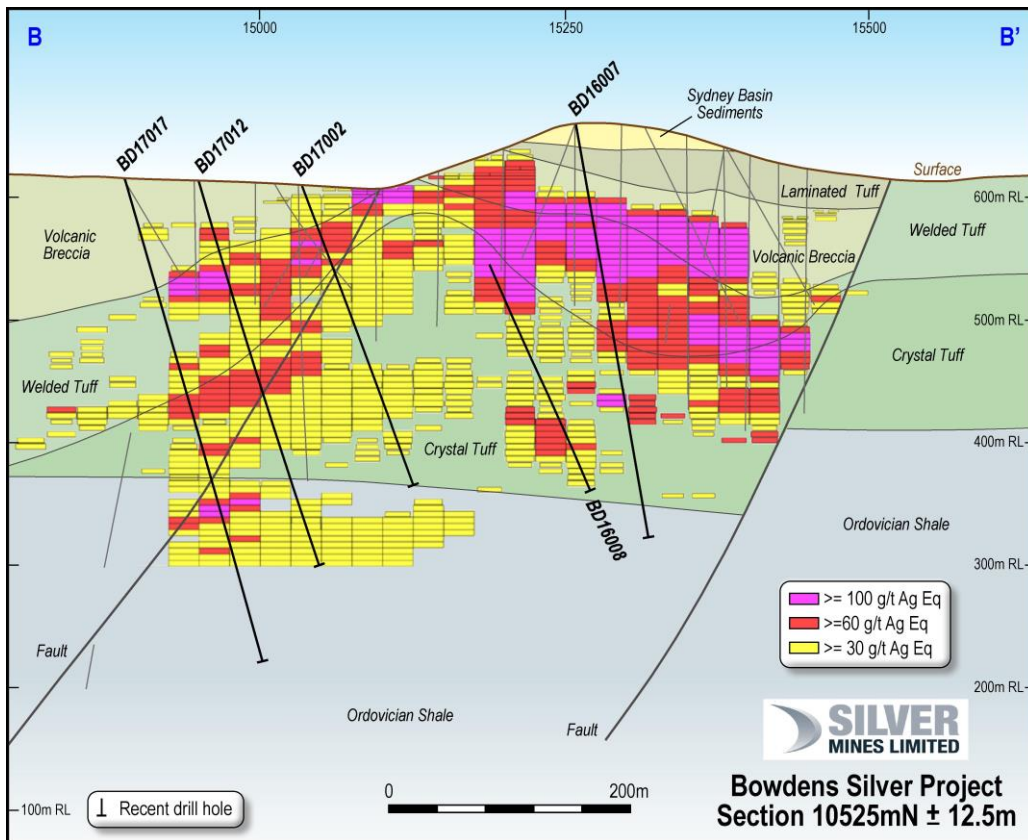 B
15000
15250
15500
B'
BD17017
BD17012
BD17002
BD16007
Sydney Basin
Sediments
Surface
600m RL
Laminated Tuff
Volcanic
Breccia
Volcanic Breccia
Welded Tuff
500m RL
Welded Tuff
Crystal Tuff
Crystal Tuff
400m RL
BD16008
Ordovician Shale
300m RL
>= 100 g/t Ag Eq
>=60 g/t Ag Eq
>= 30 g/t Ag Eq
Fault
200m RL
Ordovician Shale
Fault
SILVER
MINES LIMITED
100m RL
Recent drill hole
0
200m
Bowdens Silver Project
Section 10525mN ± 12.5m